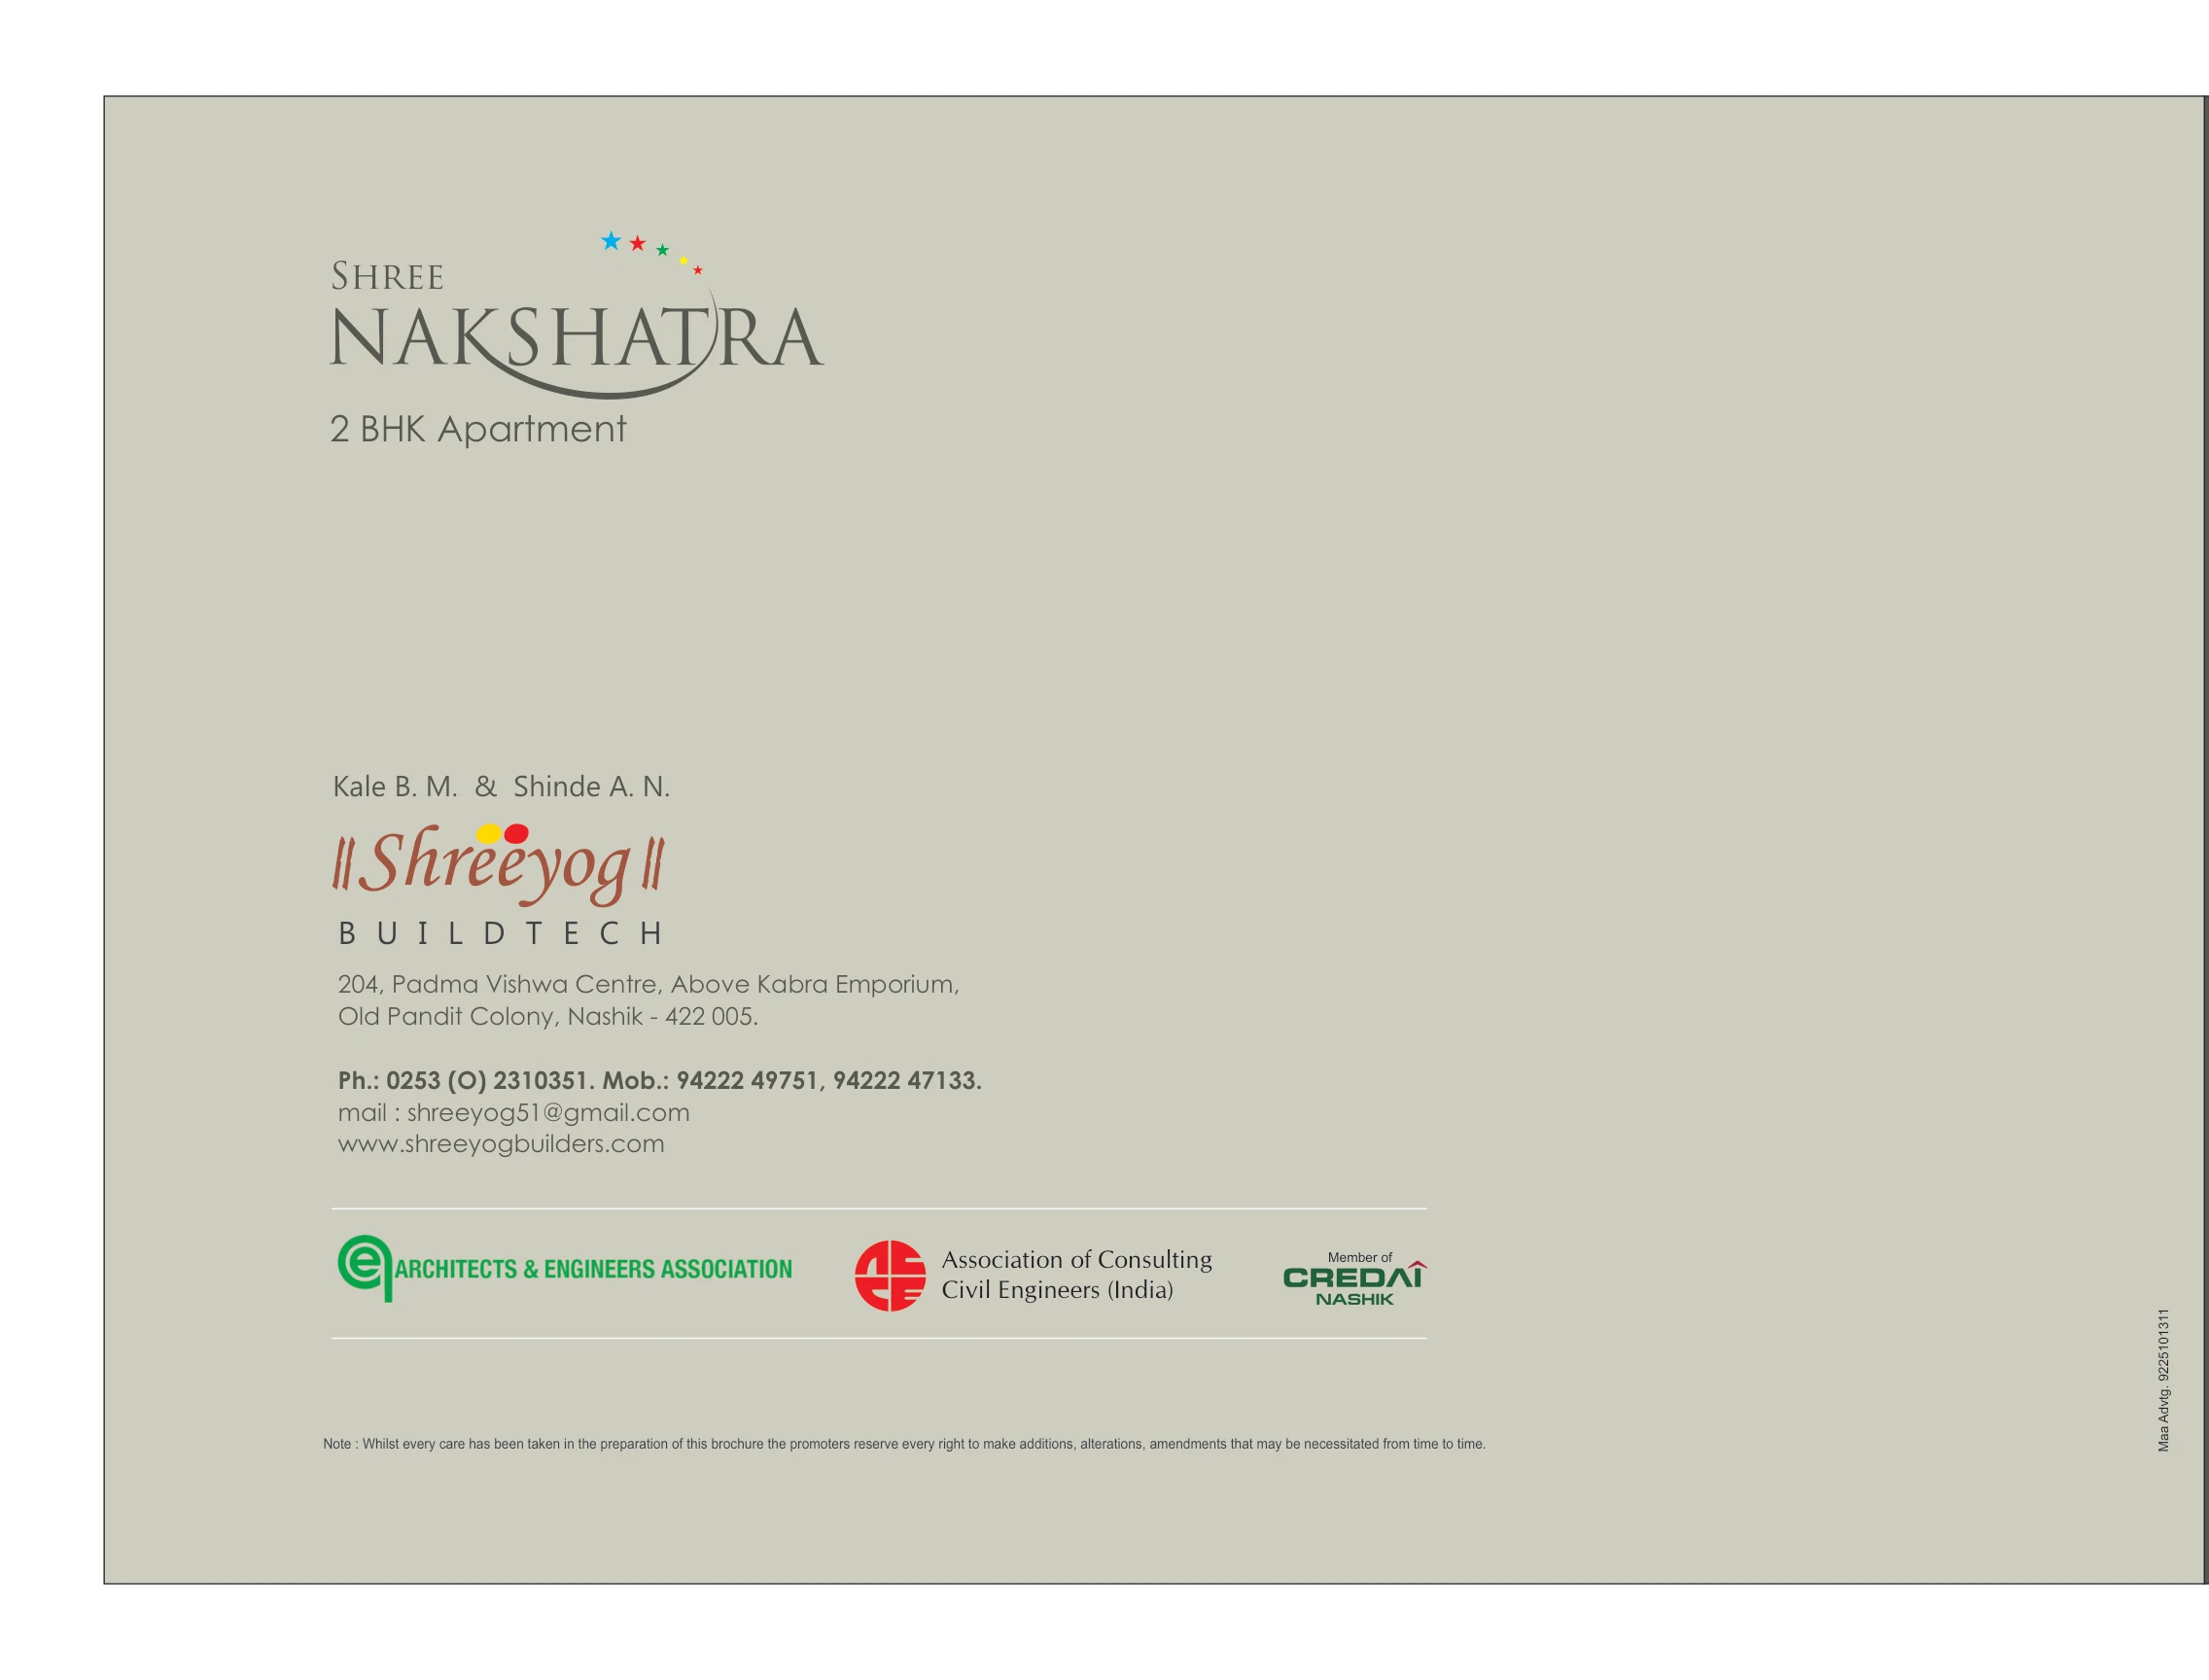 SHREE
NAKSHATRA
2 BHK Apartment
Kale B. M. & Shinde A. N.
||Shreeyog||
BUILDTECH
204, Padma Vishwa Centre, Above Kabra Emporium,
Old Pandit Colony, Nashik - 422 005.
Ph.: 0253 (O) 2310351. Mob.: 94222 49751, 94222 47133.
mail : shreeyog51@gmail.com
www.shreeyogbuilders.com
ARCHITECTS & ENGINEERS ASSOCIATION
Association of Consulting
Civil Engineers (India)
Member of
CREDAI
NASHIK
Note : Whilst every care has been taken in the preparation of this brochure the promoters reserve every right to make additions, alterations, amendments that may be necessitated from time to time.
Maa Advtg. 9225101311